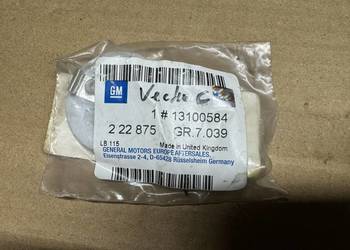 GM
Vectra C
1 # 13100584
2 22 875 GR.7.039
LB 115 Made in United Kingdom
GENERAL MOTORS EUROPE AFTERSALES,
Eisenstrasse 2-4, D-65428 Rüsselsheim Germany